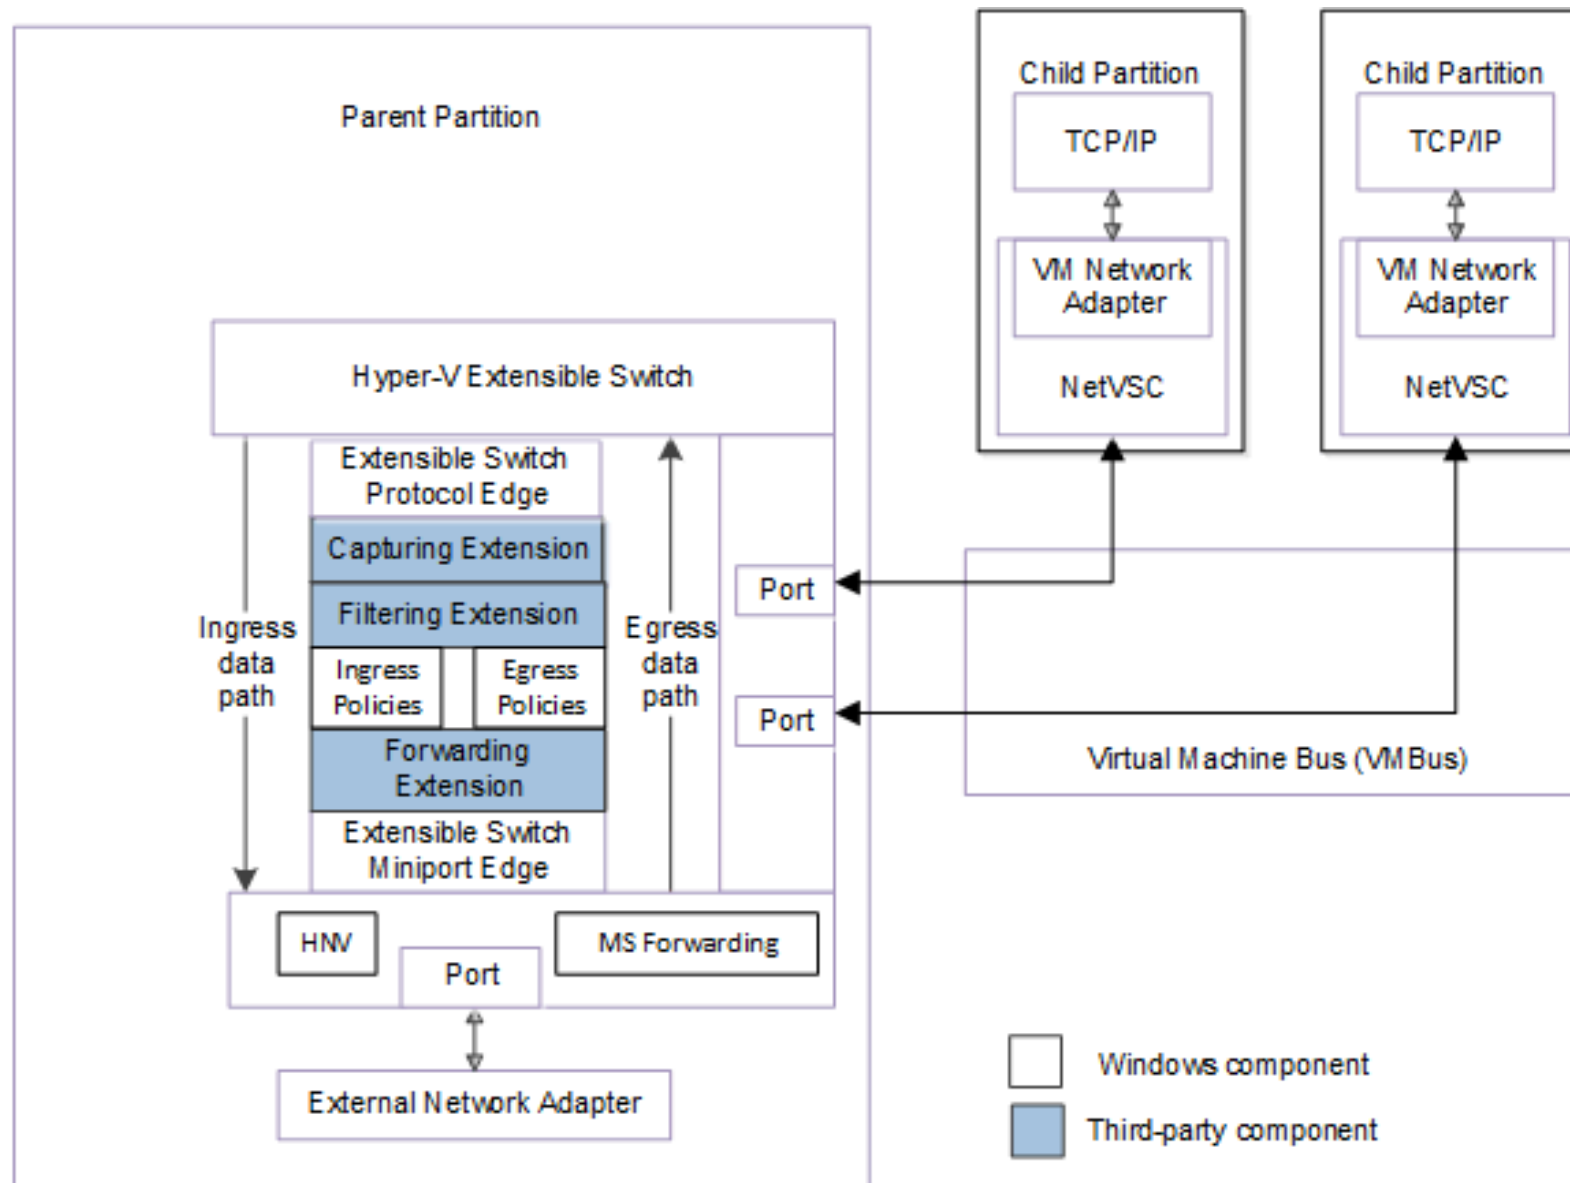 Parent Partition
Hyper-V Extensible Switch
Extensible Switch
Protocol Edge
Capturing Extension
Filtering Extension
Ingress
Policies
Egress
Policies
Forwarding
Extension
Extensible Switch
Miniport Edge
Ingress
data
path
Egress
data
path
Port
Port
HNV
MS Forwarding
Port
External Network Adapter
Child Partition
TCP/IP
VM Network
Adapter
NetVSC
Child Partition
TCP/IP
VM Network
Adapter
NetVSC
Virtual Machine Bus (VMBus)
Windows component
Third-party component